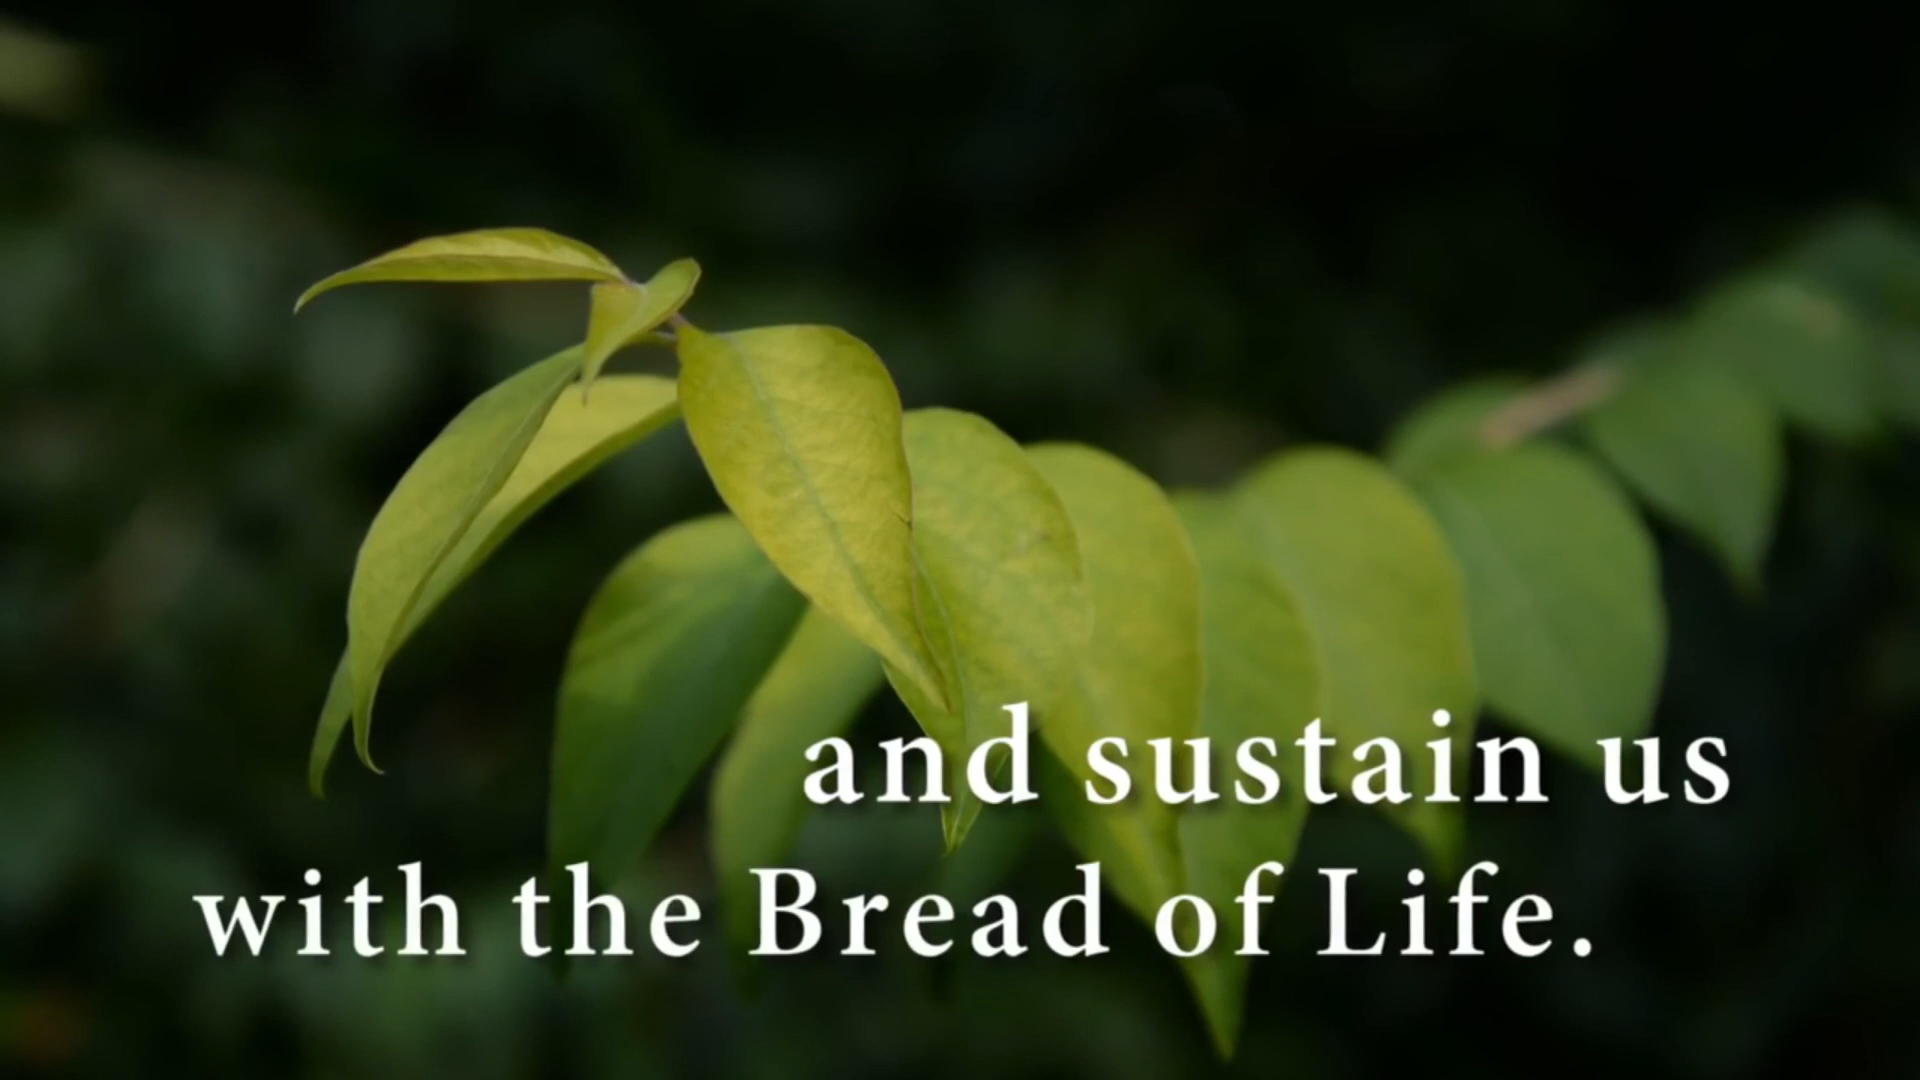 and sustain us
with the Bread of Life.